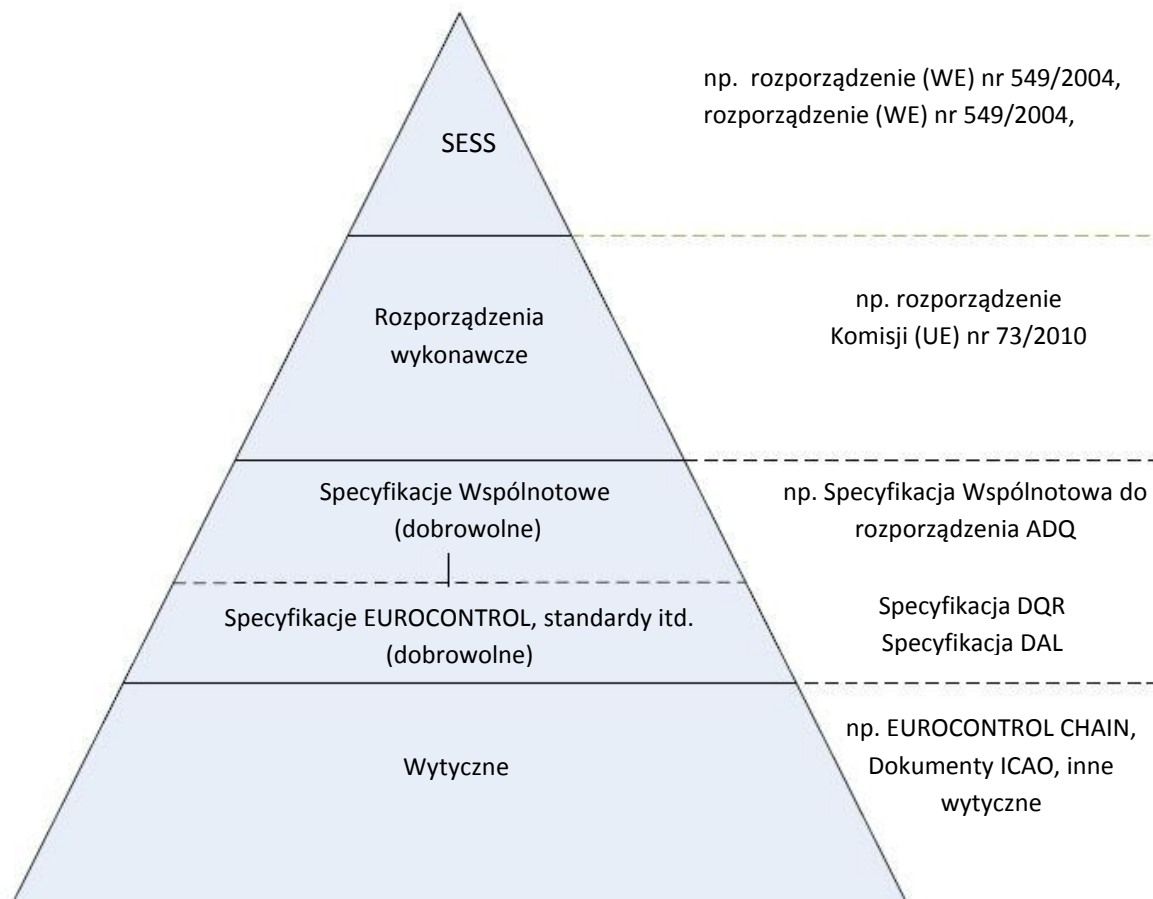 np. rozporządzenie (WE) nr 549/2004,
rozporządzenie (WE) nr 549/2004,
SESS
np. rozporządzenie
Komisji (UE) nr 73/2010
Rozporządzenia
wykonawcze
Specyfikacje Wspólnotowe
(dobrowolne)
np. Specyfikacja Wspólnotowa do
rozporządzenia ADQ
Specyfikacje EUROCONTROL, standardy itd.
(dobrowolne)
Specyfikacja DQR
Specyfikacja DAL
Wytyczne
np. EUROCONTROL CHAIN,
Dokumenty ICAO, inne
wytyczne